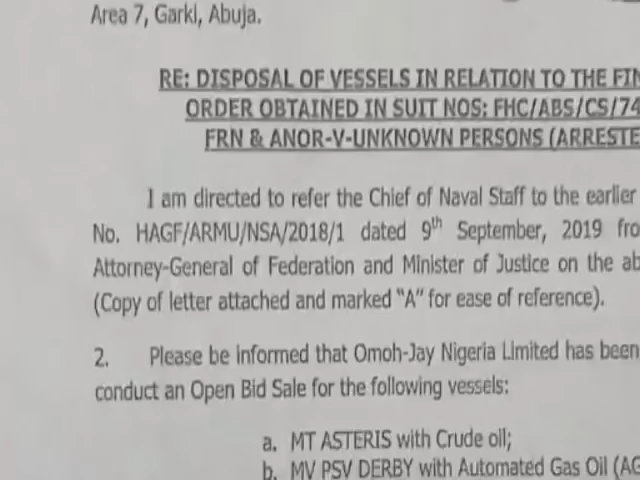 Area 7, Garki, Abuja.
RE: DISPOSAL OF VESSELS IN RELATION TO THE FIN
ORDER OBTAINED IN SUIT NOS: FHC/ABS/CS/74
FRN & ANOR-V-UNKNOWN PERSONS (ARRESTE
I am directed to refer the Chief of Naval Staff to the earlier
No. HAGF/ARMU/NSA/2018/1 dated 9th September, 2019 fro
Attorney-General of Federation and Minister of Justice on the ab
(Copy of letter attached and marked "A" for ease of reference).
2. Please be informed that Omoh-Jay Nigeria Limited has been
conduct an Open Bid Sale for the following vessels:
a. MT ASTERIS with Crude oil;
b. MV PSV DERBY with Automated Gas Oil (AG